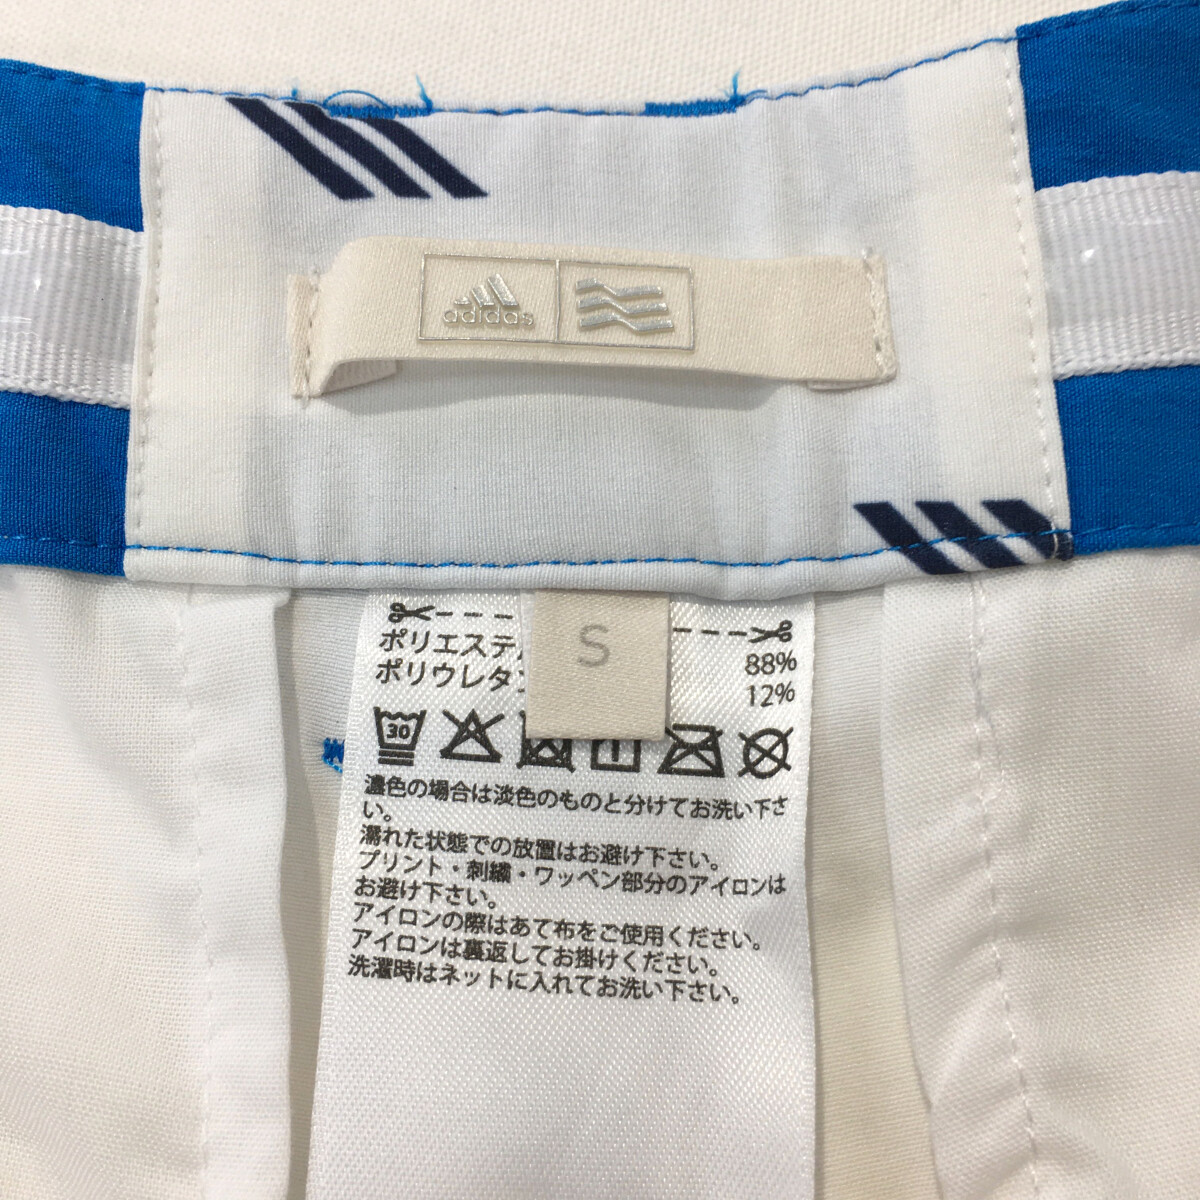 adidas
S
ポリエステ
88%
ポリウレタ
12%
30
濃色の場合は淡色のものと分けてお洗い下さ
い。
濡れた状態での放置はお避け下さい。
プリント・刺繍・ワッペン部分のアイロンは
お避け下さい。
アイロンの際はあて布をご使用ください。
アイロンは裏返してお掛けください。
洗濯時はネットに入れてお洗い下さい。